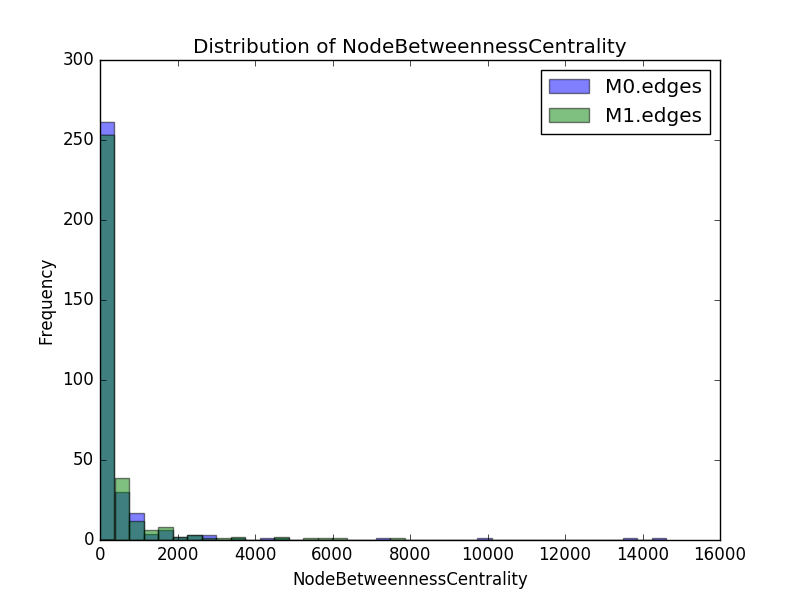 Distribution of NodeBetweennessCentrality
300
250
200
150
100
50
0
Frequency
M0.edges
M1.edges
0 2000 4000 6000 8000 10000 12000 14000 16000
NodeBetweennessCentrality